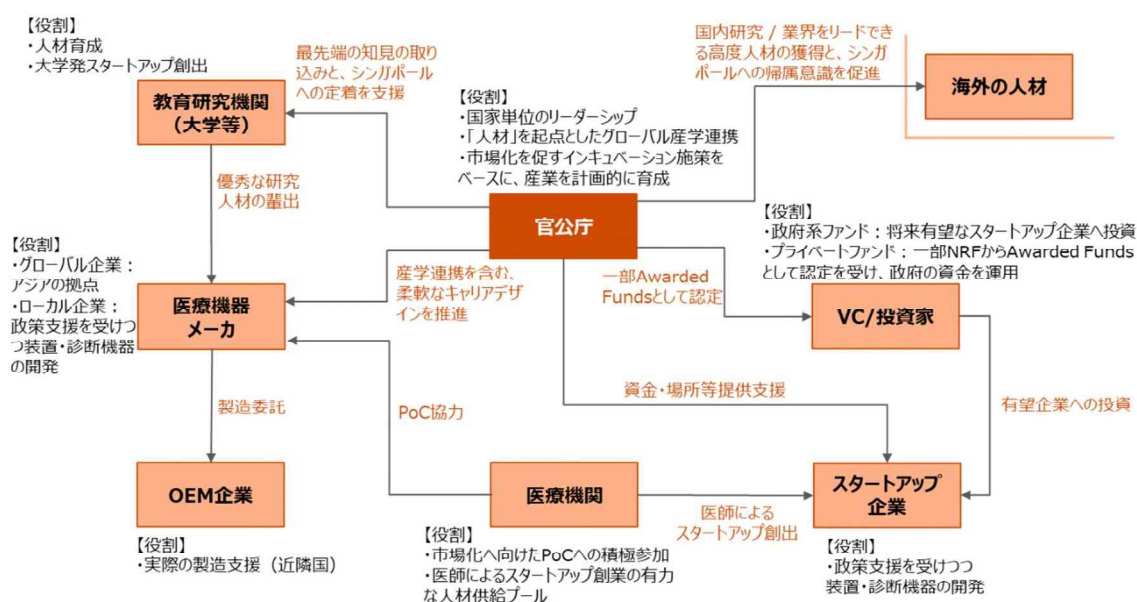 【役割】
・人材育成
・大学発スタートアップ創出
教育研究機関
（大学等）
最先端の知見の取り
込みと、シンガポール
への定着を支援
【役割】
・国家単位のリーダーシップ
・「人材」を起点としたグローバル産学連携
・市場化を促すインキュベーション施策を
ベースに、産業を計画的に育成
国内研究 / 業界をリードでき
る高度人材の獲得と、シンガ
ポールへの帰属意識を促進
海外の人材
優秀な研究
人材の輩出
官公庁
【役割】
・政府系ファンド：将来有望なスタートアップ企業へ投資
・プライベートファンド：一部NRFからAwarded Funds
として認定を受け、政府の資金を運用
【役割】
・グローバル企業：
アジアの拠点
・ローカル企業：
政策支援を受けつ
つ装置・診断機器
の開発
医療機器
メーカ
産学連携を含む、
柔軟なキャリアデザ
インを推進
一部Awarded
Fundsとして認定
VC/投資家
製造委託
PoC協力
資金・場所等提供支援
有望企業への投資
OEM企業
【役割】
・実際の製造支援（近隣国）
医療機関
【役割】
・市場化へ向けたPoCへの積極参加
・医師によるスタートアップ創業の有力
な人材供給プール
医師による
スタートアップ創出
スタートアップ
企業
【役割】
・政策支援を受けつつ
装置・診断機器の開発